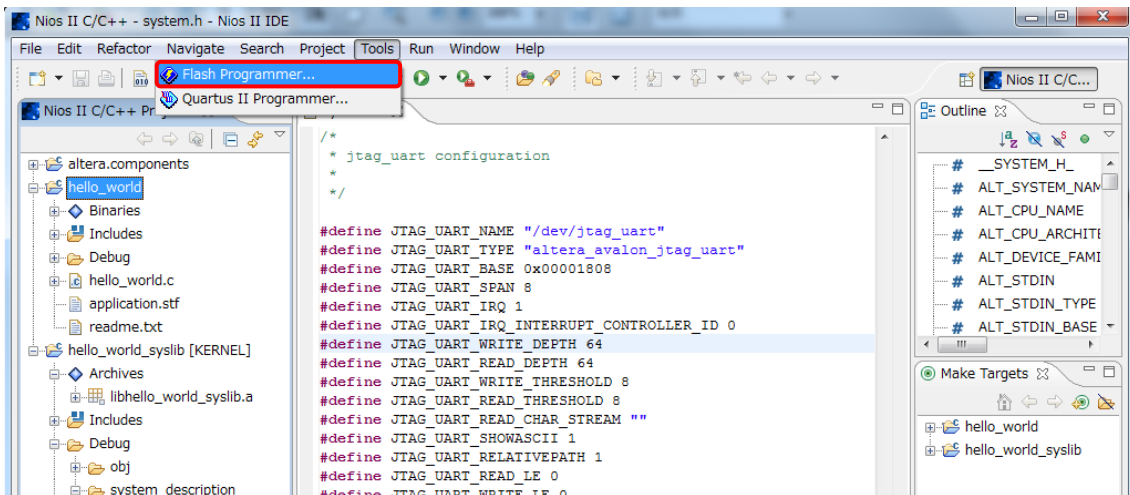 Nios II C/C++ - system.h - Nios II IDE
File Edit Refactor Navigate Search Project Tools Run Window Help
Flash Programmer...
Quartus II Programmer...
Nios II C/C...
Nios II C/C++ Pr
altera.components
hello_world
Binaries
Includes
Debug
hello_world.c
application.stf
readme.txt
hello_world_syslib [KERNEL]
Archives
libhello_world_syslib.a
Includes
Debug
obj
system_description
/*
* jtag_uart configuration
*
*/
#define JTAG_UART_NAME "/dev/jtag_uart"
#define JTAG_UART_TYPE "altera_avalon_jtag_uart"
#define JTAG_UART_BASE 0x00001808
#define JTAG_UART_SPAN 8
#define JTAG_UART_IRQ 1
#define JTAG_UART_IRQ_INTERRUPT_CONTROLLER_ID 0
#define JTAG_UART_WRITE_DEPTH 64
#define JTAG_UART_READ_DEPTH 64
#define JTAG_UART_WRITE_THRESHOLD 8
#define JTAG_UART_READ_THRESHOLD 8
#define JTAG_UART_READ_CHAR_STREAM ""
#define JTAG_UART_SHOWASCII 1
#define JTAG_UART_RELATIVEPATH 1
#define JTAG_UART_READ_LE 0
#define JTAG_UART_WRITE_LE 0
Outline
# __SYSTEM_H_
# ALT_SYSTEM_NAM
# ALT_CPU_NAME
# ALT_CPU_ARCHITE
# ALT_DEVICE_FAMI
# ALT_STDIN
# ALT_STDIN_TYPE
# ALT_STDIN_BASE
Make Targets
hello_world
hello_world_syslib